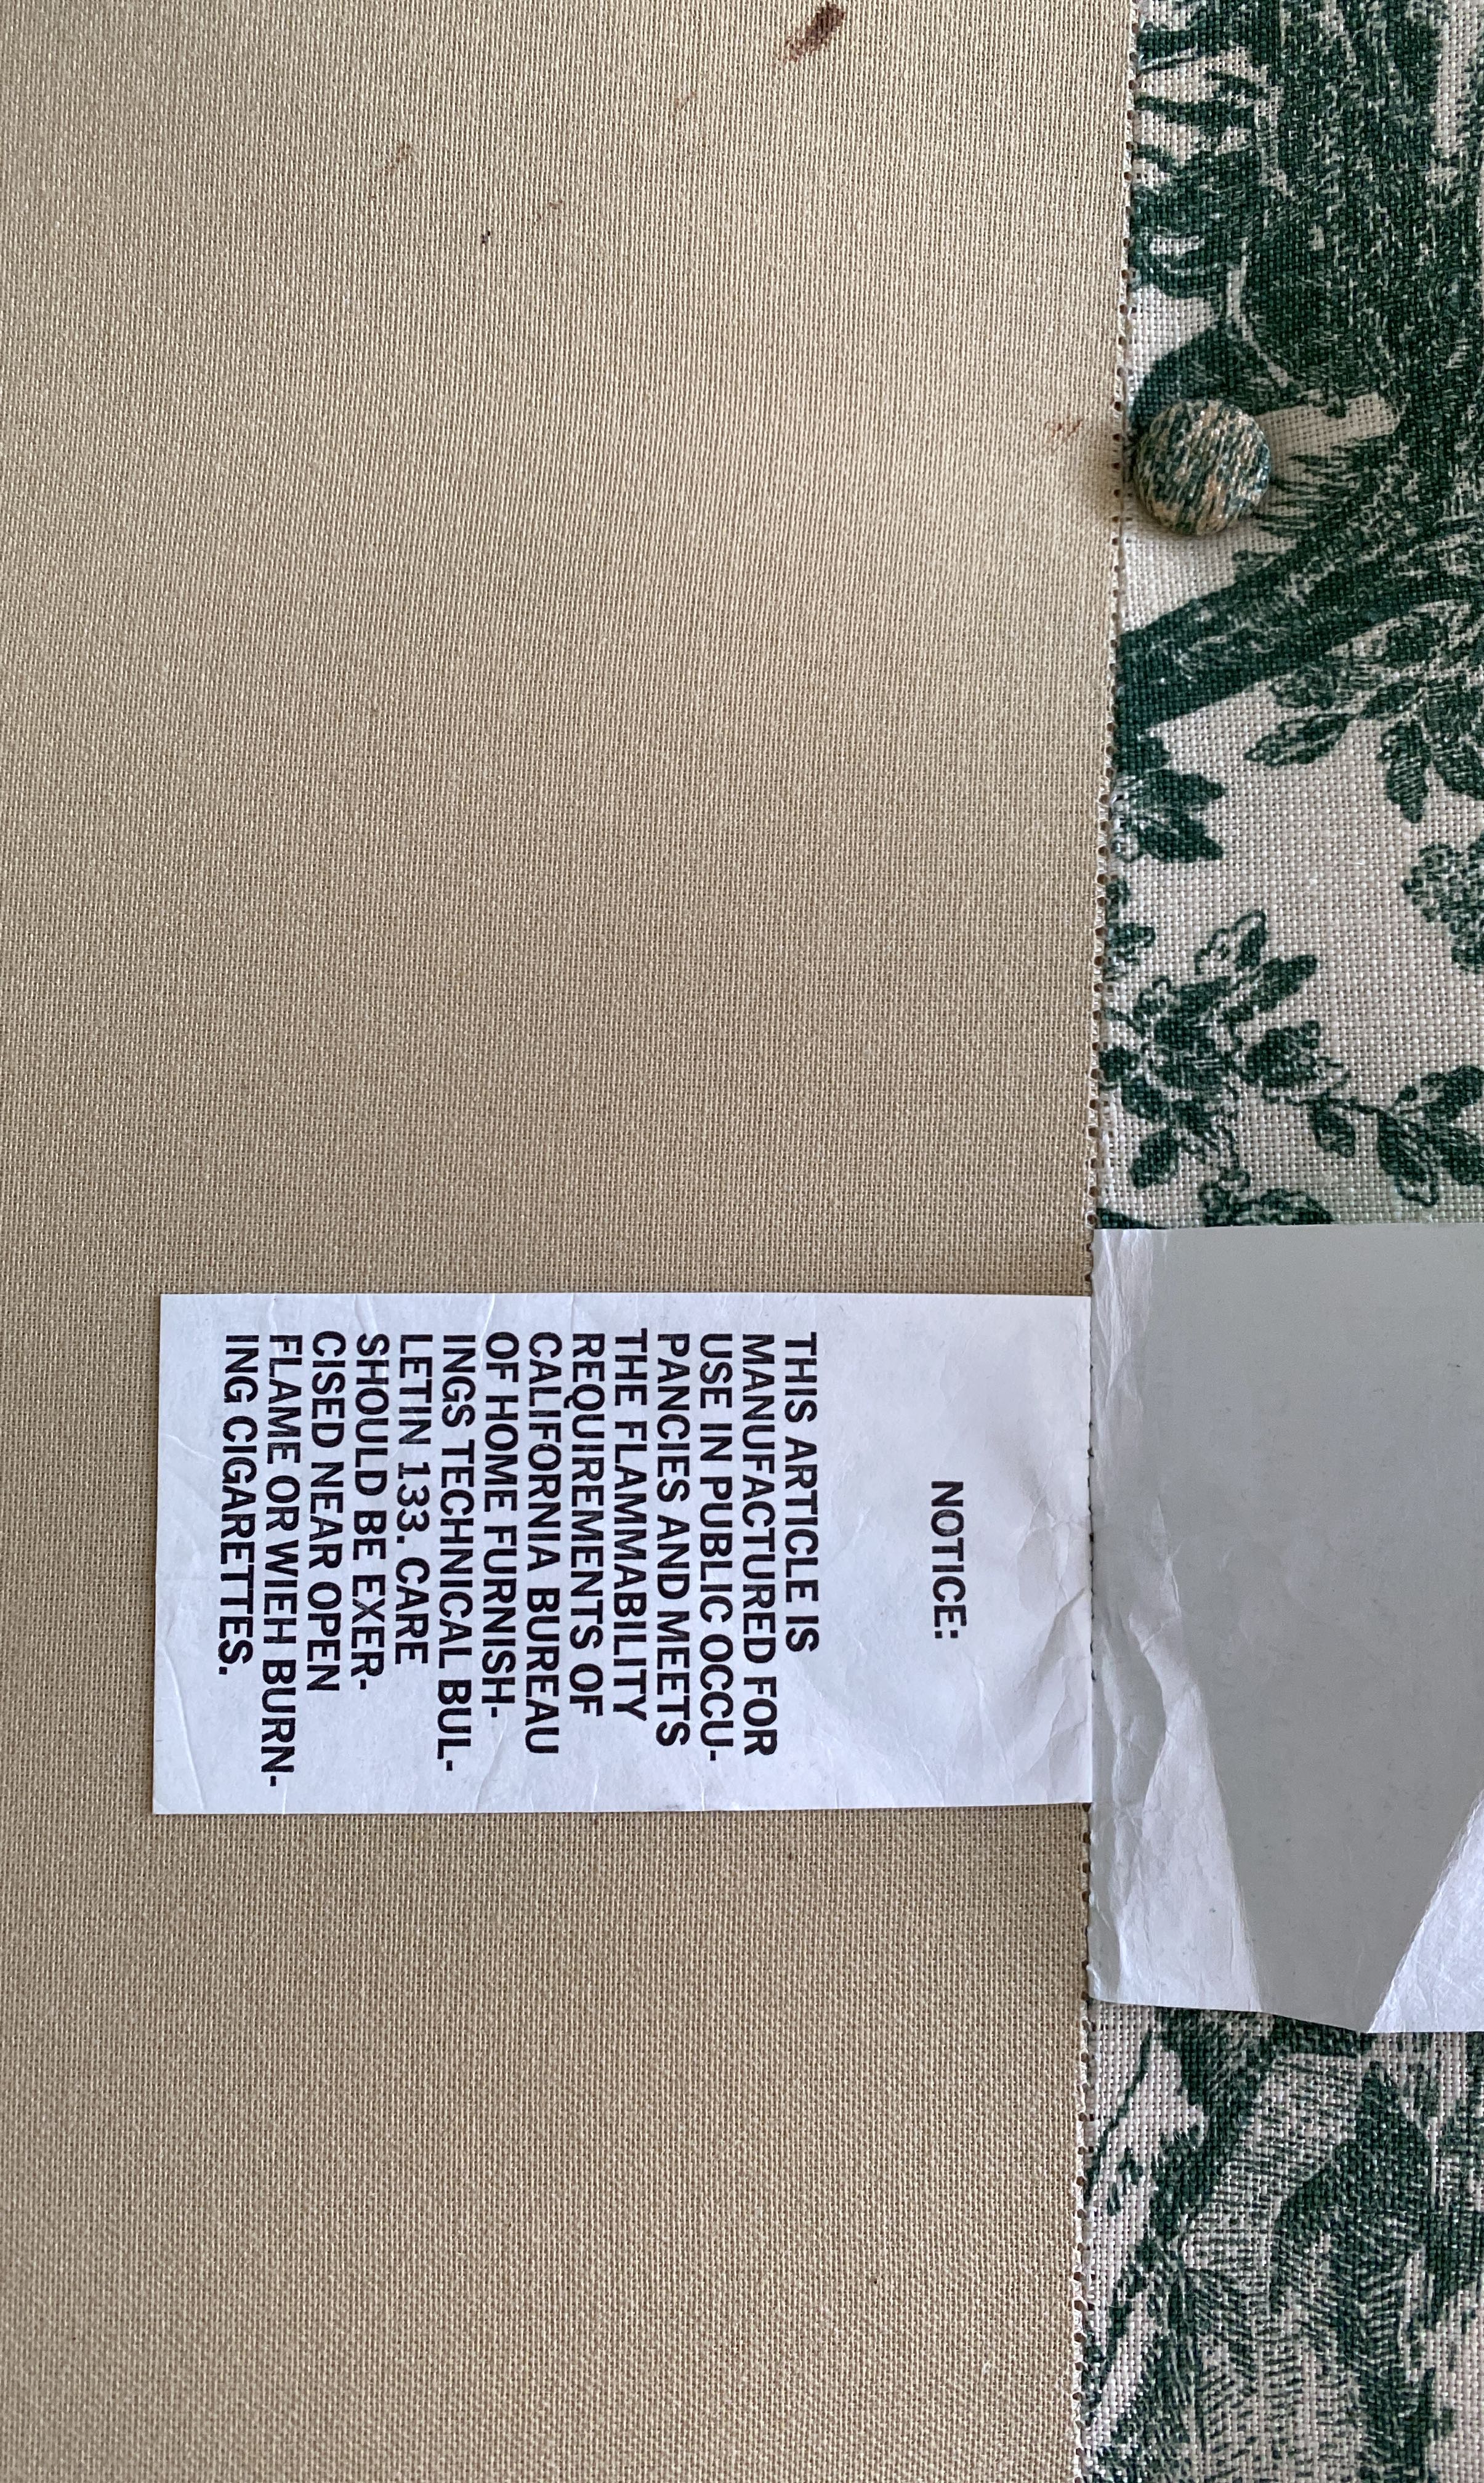 NOTICE:
THIS ARTICLE IS
MANUFACTURED FOR
USE IN PUBLIC OCCU-
PANCIES AND MEETS
THE FLAMMABILITY
REQUIREMENTS OF
CALIFORNIA BUREAU
OF HOME FURNISH-
INGS TECHNICAL BUL-
LETIN 133. CARE
SHOULD BE EXER-
CISED NEAR OPEN
FLAME OR WIEH BURN-
ING CIGARETTES.